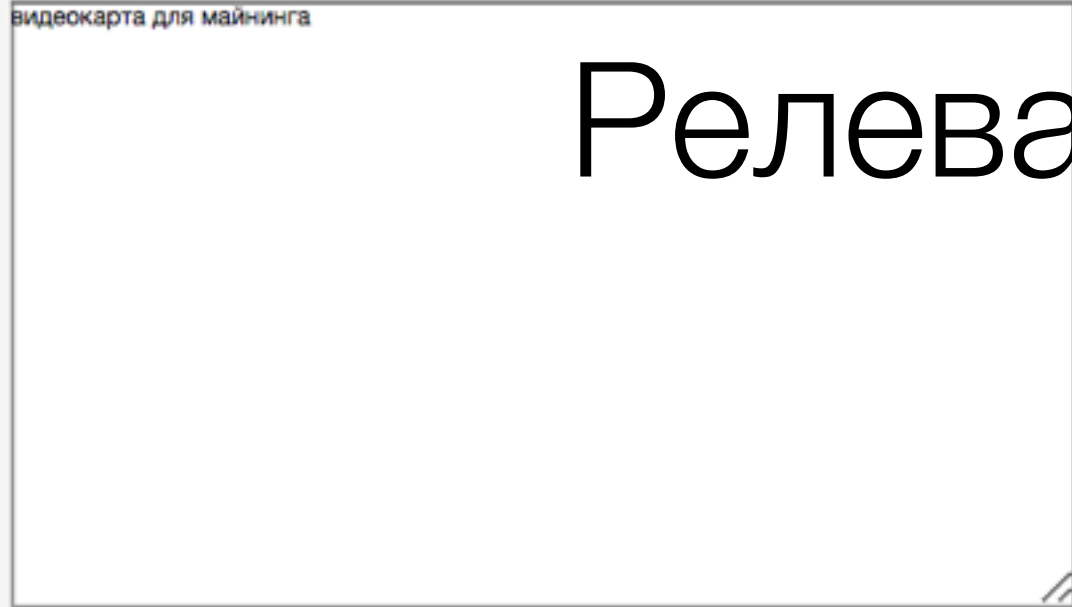 видеокарта для майнинга
Релева